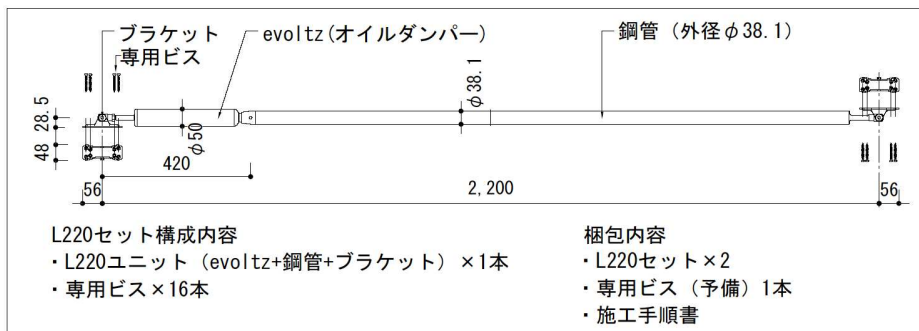 ブラケット
専用ビス
evoltz(オイルダンパー)
鋼管（外径φ38.1）
φ38.1
28.5
48
φ50
420
56
2,200
56
L220セット構成内容
・L220ユニット（evoltz+鋼管+ブラケット）×1本
・専用ビス×16本
梱包内容
・L220セット×2
・専用ビス（予備）1本
・施工手順書